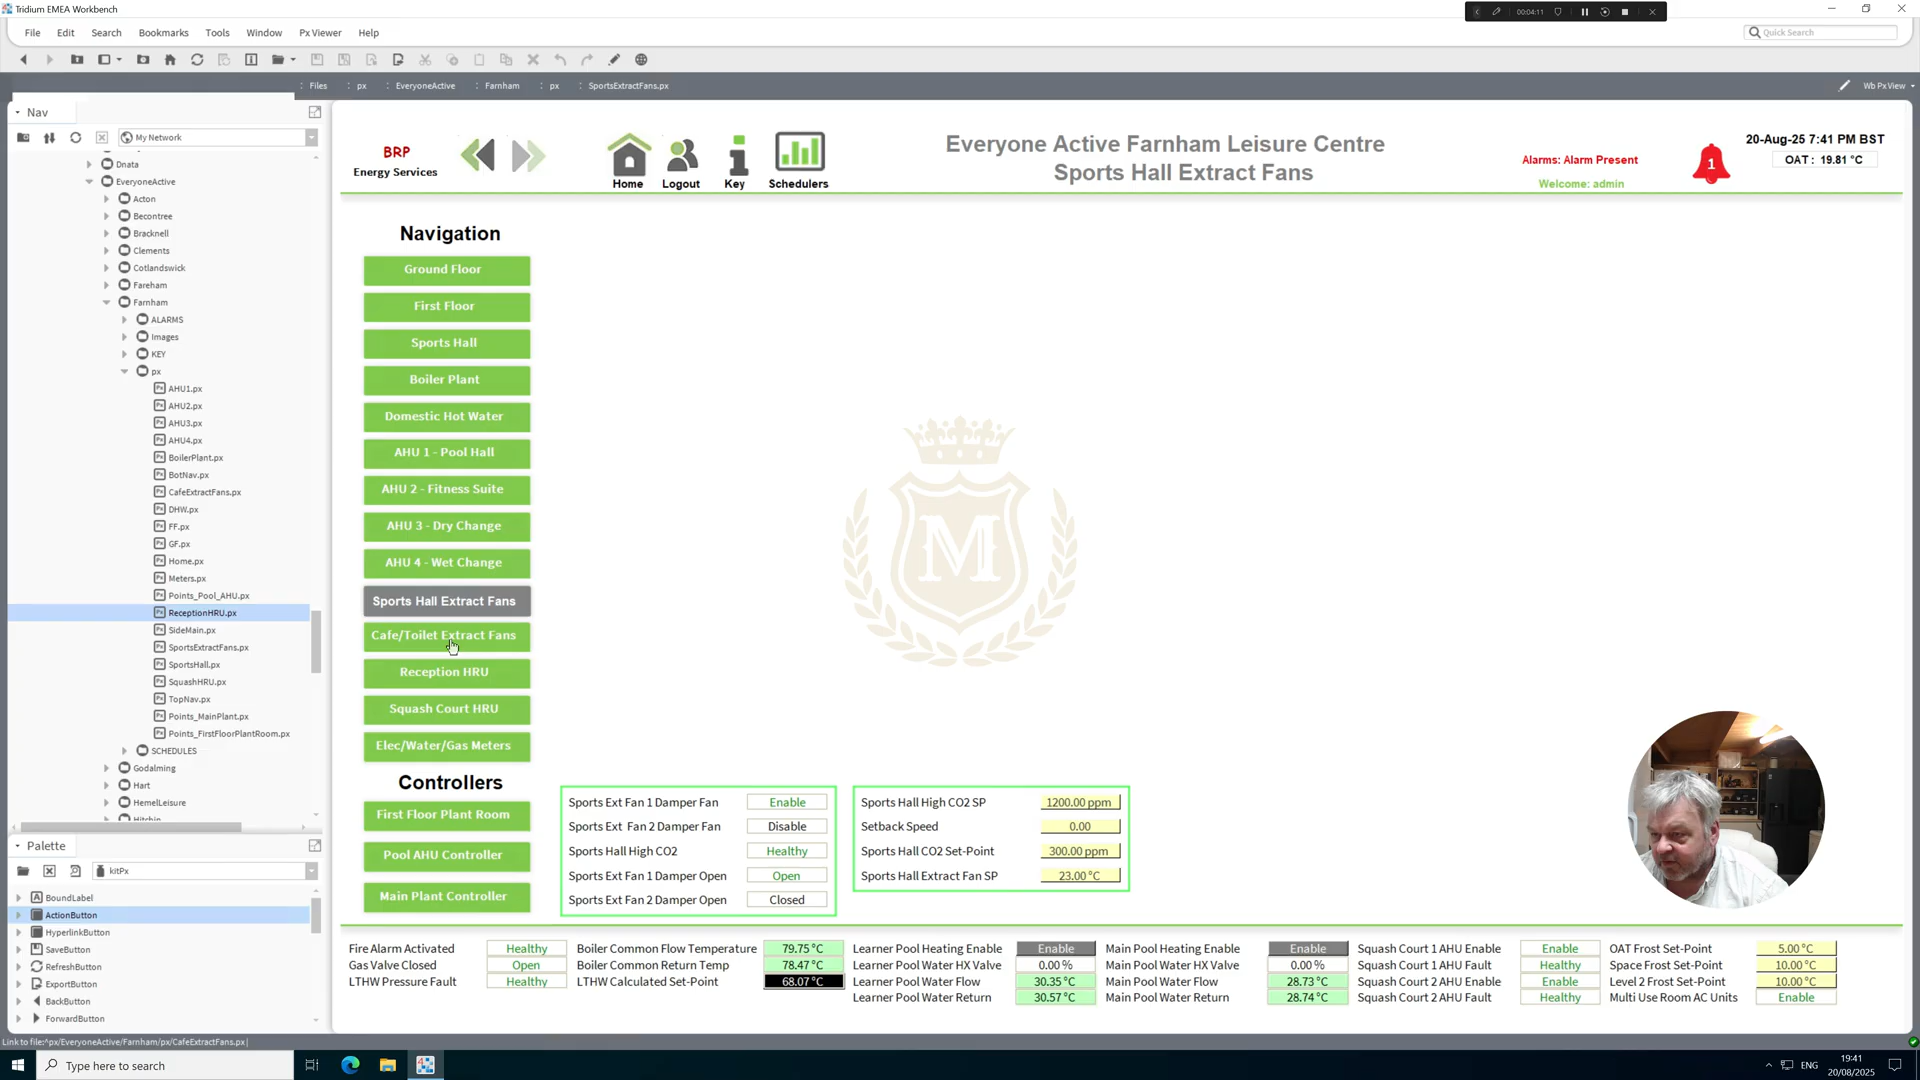 Tridium EMEA Workbench
00:04:11
File Edit Search Bookmarks Tools Window Px Viewer Help
Quick Search
: Files : px : EveryoneActive : Farnham : px : SportsExtractFans.px
Wb Px View
Nav
My Network
Dnata
EveryoneActive
Acton
Becontree
Bracknell
Clements
Cotlandswick
Fareham
Farnham
ALARMS
Images
KEY
px
AHU1.px
AHU2.px
AHU3.px
AHU4.px
BoilerPlant.px
BotNav.px
CafeExtractFans.px
DHW.px
FF.px
GF.px
Home.px
Meters.px
Points_Pool_AHU.px
ReceptionHRU.px
SideMain.px
SportsExtractFans.px
SportsHall.px
SquashHRU.px
TopNav.px
Points_MainPlant.px
Points_FirstFloorPlantRoom.px
SCHEDULES
Godalming
Hart
HemelLeisure
Hitchin
Palette
kitPx
BoundLabel
ActionButton
HyperlinkButton
SaveButton
RefreshButton
ExportButton
BackButton
ForwardButton
BRP
Energy Services
Home Logout Key Schedulers
Everyone Active Farnham Leisure Centre
Sports Hall Extract Fans
Alarms: Alarm Present
Welcome: admin
1
20-Aug-25 7:41 PM BST
OAT : 19.81 °C
Navigation
Ground Floor
First Floor
Sports Hall
Boiler Plant
Domestic Hot Water
AHU 1 - Pool Hall
AHU 2 - Fitness Suite
AHU 3 - Dry Change
AHU 4 - Wet Change
Sports Hall Extract Fans
Cafe/Toilet Extract Fans
Reception HRU
Squash Court HRU
Elec/Water/Gas Meters
Controllers
First Floor Plant Room
Pool AHU Controller
Main Plant Controller
M
Sports Ext Fan 1 Damper Fan Enable
Sports Ext Fan 2 Damper Fan Disable
Sports Hall High CO2 Healthy
Sports Ext Fan 1 Damper Open Open
Sports Ext Fan 2 Damper Open Closed
Sports Hall High CO2 SP 1200.00 ppm
Setback Speed 0.00
Sports Hall CO2 Set-Point 300.00 ppm
Sports Hall Extract Fan SP 23.00 °C
Fire Alarm Activated Healthy
Gas Valve Closed Open
LTHW Pressure Fault Healthy
Boiler Common Flow Temperature 79.75 °C
Boiler Common Return Temp 78.47 °C
LTHW Calculated Set-Point 68.07 °C
Learner Pool Heating Enable Enable
Learner Pool Water HX Valve 0.00 %
Learner Pool Water Flow 30.35 °C
Learner Pool Water Return 30.57 °C
Main Pool Heating Enable Enable
Main Pool Water HX Valve 0.00 %
Main Pool Water Flow 28.73 °C
Main Pool Water Return 28.74 °C
Squash Court 1 AHU Enable Enable
Squash Court 1 AHU Fault Healthy
Squash Court 2 AHU Enable Enable
Squash Court 2 AHU Fault Healthy
OAT Frost Set-Point 5.00 °C
Space Frost Set-Point 10.00 °C
Level 2 Frost Set-Point 10.00 °C
Multi Use Room AC Units Enable
Link to file:^px/EveryoneActive/Farnham/px/CafeExtractFans.px
Type here to search
ENG
19:41
20/08/2025